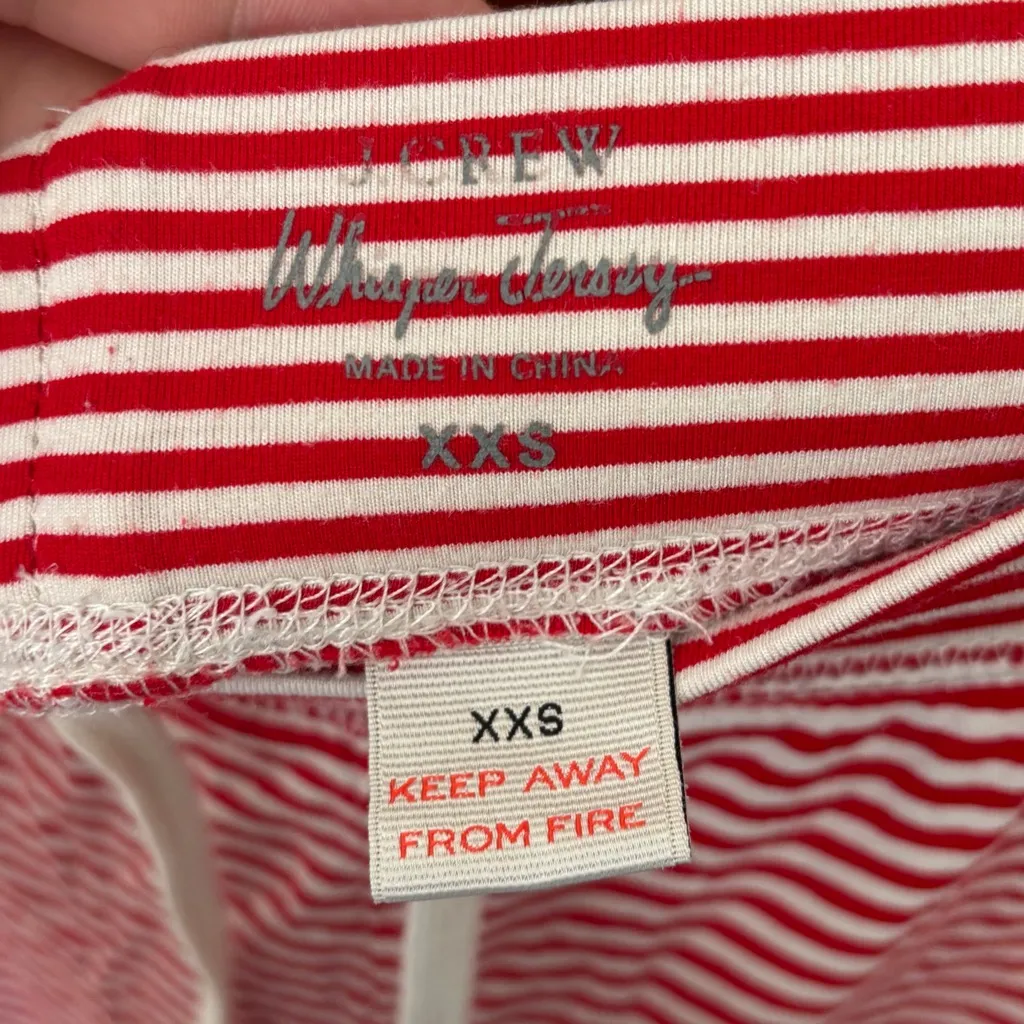 J.CREW
Whisper Jersey
MADE IN CHINA
XXS
XXS
KEEP AWAY
FROM FIRE